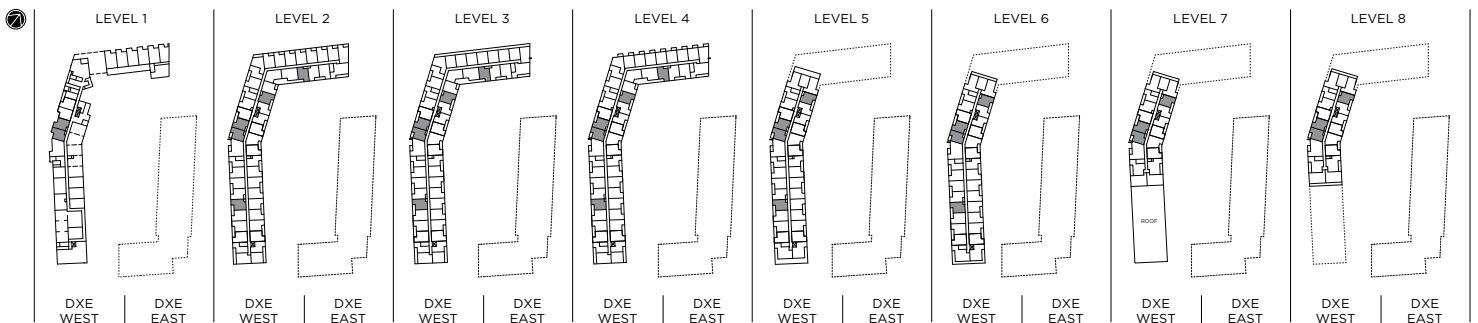 LEVEL 1
LEVEL 2
LEVEL 3
LEVEL 4
LEVEL 5
LEVEL 6
LEVEL 7
LEVEL 8
ROOF
DXE WEST
DXE EAST
DXE WEST
DXE EAST
DXE WEST
DXE EAST
DXE WEST
DXE EAST
DXE WEST
DXE EAST
DXE WEST
DXE EAST
DXE WEST
DXE EAST
DXE WEST
DXE EAST